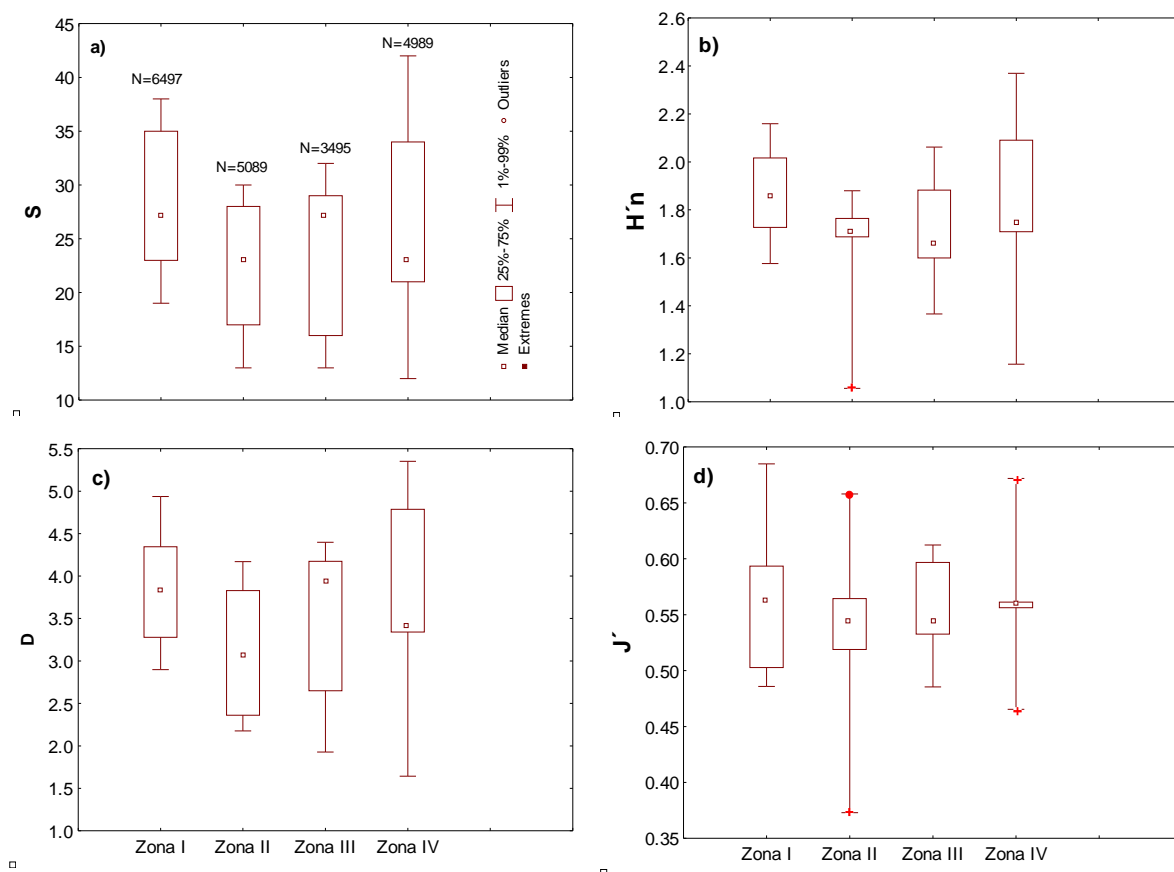 a)
45
40
35
30
25
20
15
10
S
N=6497
N=5089
N=3495
N=4989
Median 25%-75% 1%-99% Outliers
Extremes
b)
2.6
2.4
2.2
2.0
1.8
1.6
1.4
1.2
1.0
H´n
c)
5.5
5.0
4.5
4.0
3.5
3.0
2.5
2.0
1.5
1.0
D
Zona I Zona II Zona III Zona IV
d)
0.70
0.65
0.60
0.55
0.50
0.45
0.40
0.35
J´
Zona I Zona II Zona III Zona IV